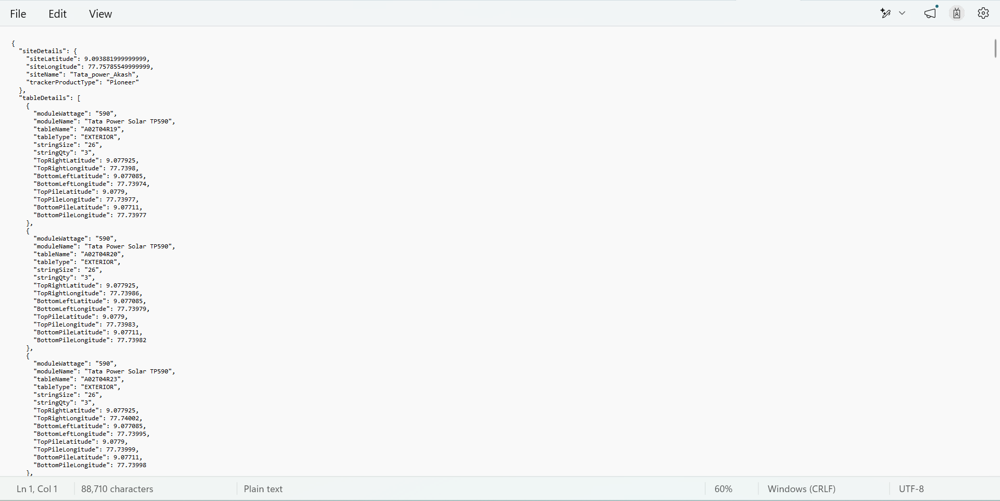 File Edit View
{
"siteDetails": {
"siteLatitude": 9.093881999999999,
"siteLongitude": 77.75785549999999,
"siteName": "Tata_power_Akash",
"trackerProductType": "Pioneer"
},
"tableDetails": [
{
"moduleWattage": "590",
"moduleName": "Tata Power Solar TP590",
"tableName": "A02T04R19",
"tableType": "EXTERIOR",
"stringSize": "26",
"stringQty": "3",
"TopRightLatitude": 9.077925,
"TopRightLongitude": 77.7398,
"BottomLeftLatitude": 9.077085,
"BottomLeftLongitude": 77.73974,
"TopPileLatitude": 9.0779,
"TopPileLongitude": 77.73977,
"BottomPileLatitude": 9.07711,
"BottomPileLongitude": 77.73977
},
{
"moduleWattage": "590",
"moduleName": "Tata Power Solar TP590",
"tableName": "A02T04R20",
"tableType": "EXTERIOR",
"stringSize": "26",
"stringQty": "3",
"TopRightLatitude": 9.077925,
"TopRightLongitude": 77.73986,
"BottomLeftLatitude": 9.077085,
"BottomLeftLongitude": 77.73979,
"TopPileLatitude": 9.0779,
"TopPileLongitude": 77.73983,
"BottomPileLatitude": 9.07711,
"BottomPileLongitude": 77.73982
},
{
"moduleWattage": "590",
"moduleName": "Tata Power Solar TP590",
"tableName": "A02T04R23",
"tableType": "EXTERIOR",
"stringSize": "26",
"stringQty": "3",
"TopRightLatitude": 9.077925,
"TopRightLongitude": 77.74002,
"BottomLeftLatitude": 9.077085,
"BottomLeftLongitude": 77.73995,
"TopPileLatitude": 9.0779,
"TopPileLongitude": 77.73999,
"BottomPileLatitude": 9.07711,
"BottomPileLongitude": 77.73998
},
Ln 1, Col 1 88,710 characters Plain text 60% Windows (CRLF) UTF-8